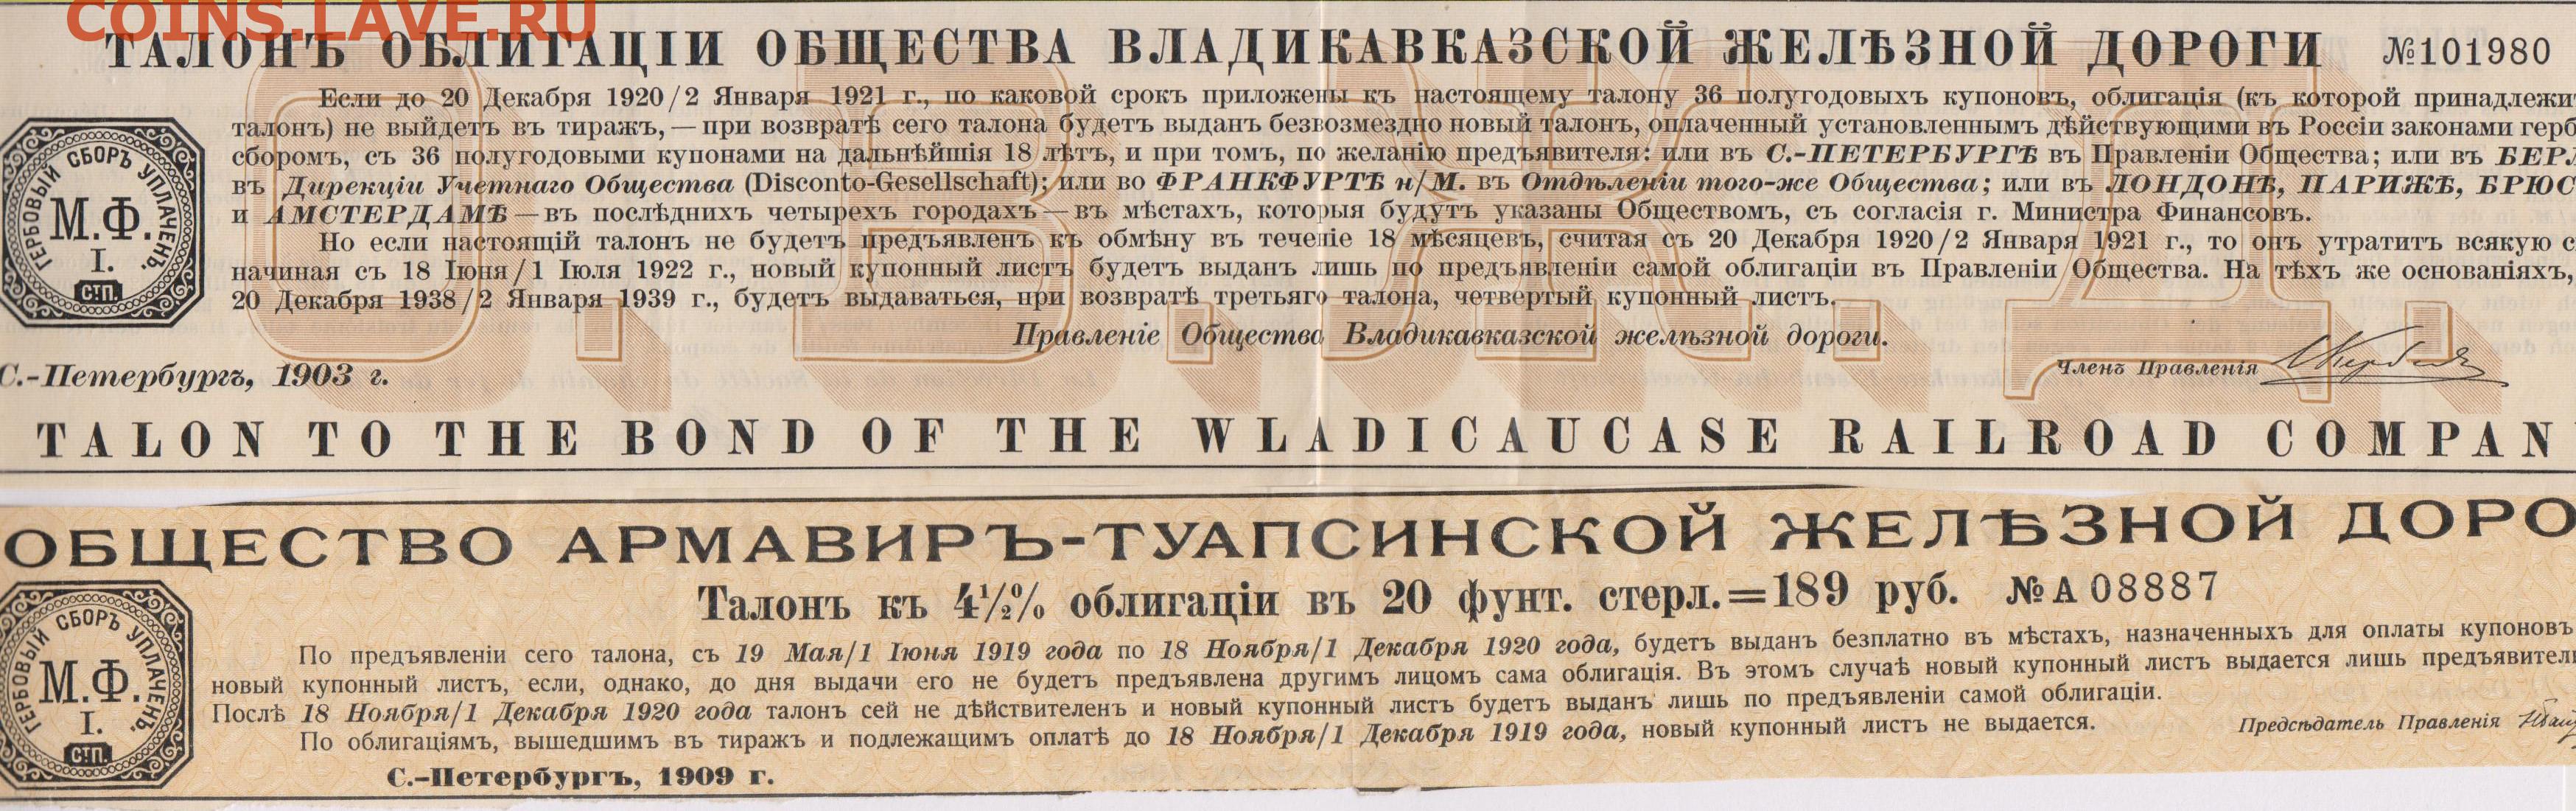 COINS.LAVE.RU
ТАЛОНЪ ОБЛИГАЦІИ ОБЩЕСТВА ВЛАДИКАВКАЗСКОЙ ЖЕЛѢЗНОЙ ДОРОГИ №101980
Если до 20 Декабря 1920/2 Января 1921 г., по каковой срокъ приложены къ настоящему талону 36 полугодовыхъ купоновъ, облигація (къ которой принадлежи
талонъ) не выйдетъ въ тиражъ, — при возвратѣ сего талона будетъ выданъ безвозмездно новый талонъ, оплаченный установленнымъ дѣйствующими въ Россіи законами герб
сборомъ, съ 36 полугодовыми купонами на дальнѣйшія 18 лѣтъ, и при томъ, по желанію предъявителя: или въ С.-ПЕТЕРБУРГѢ въ Правленіи Общества; или въ БЕРЛ
въ Дирекціи Учетнаго Общества (Disconto-Gesellschaft); или во ФРАНКФУРТѢ н/М. въ Отдѣленіи того-же Общества; или въ ЛОНДОНѢ, ПАРИЖѢ, БРЮС
и АМСТЕРДАМѢ — въ послѣднихъ четырехъ городахъ — въ мѣстахъ, которыя будутъ указаны Обществомъ, съ согласія г. Министра Финансовъ.
Но если настоящій талонъ не будетъ предъявленъ къ обмѣну въ теченіе 18 мѣсяцевъ, считая съ 20 Декабря 1920/2 Января 1921 г., то онъ утратитъ всякую с
начиная съ 18 Іюня/1 Іюля 1922 г., новый купонный листъ будетъ выданъ лишь по предъявленіи самой облигаціи въ Правленіи Общества. На тѣхъ же основаніяхъ,
20 Декабря 1938/2 Января 1939 г., будетъ выдаваться, при возвратѣ третьяго талона, четвертый купонный листъ.
О.В.Ж.Д.
ГЕРБОВЫЙ СБОРЪ УПЛАЧЕНЪ.
М.Ф.
I.
С.П.
Правленіе Общества Владикавказской желѣзной дороги.
С.-Петербургъ, 1903 г.
Членъ Правленія
TALON TO THE BOND OF THE WLADICAUCASE RAILROAD COMPAN
ОБЩЕСТВО АРМАВИРЪ-ТУАПСИНСКОЙ ЖЕЛѢЗНОЙ ДОРО
Талонъ къ 4½% облигаціи въ 20 фунт. стерл.=189 руб. № А 08887
По предъявленіи сего талона, съ 19 Мая/1 Іюня 1919 года по 18 Ноября/1 Декабря 1920 года, будетъ выданъ безплатно въ мѣстахъ, назначенныхъ для оплаты купоновъ
новый купонный листъ, если, однако, до дня выдачи его не будетъ предъявлена другимъ лицомъ сама облигація. Въ этомъ случаѣ новый купонный листъ выдается лишь предъявител
Послѣ 18 Ноября/1 Декабря 1920 года талонъ сей не дѣйствителенъ и новый купонный листъ будетъ выданъ лишь по предъявленіи самой облигаціи.
По облигаціямъ, вышедшимъ въ тиражъ и подлежащимъ оплатѣ до 18 Ноября/1 Декабря 1919 года, новый купонный листъ не выдается.
Предсѣдатель Правленія
ГЕРБОВЫЙ СБОРЪ УПЛАЧЕНЪ.
М.Ф.
I.
С.П.
С.-Петербургъ, 1909 г.